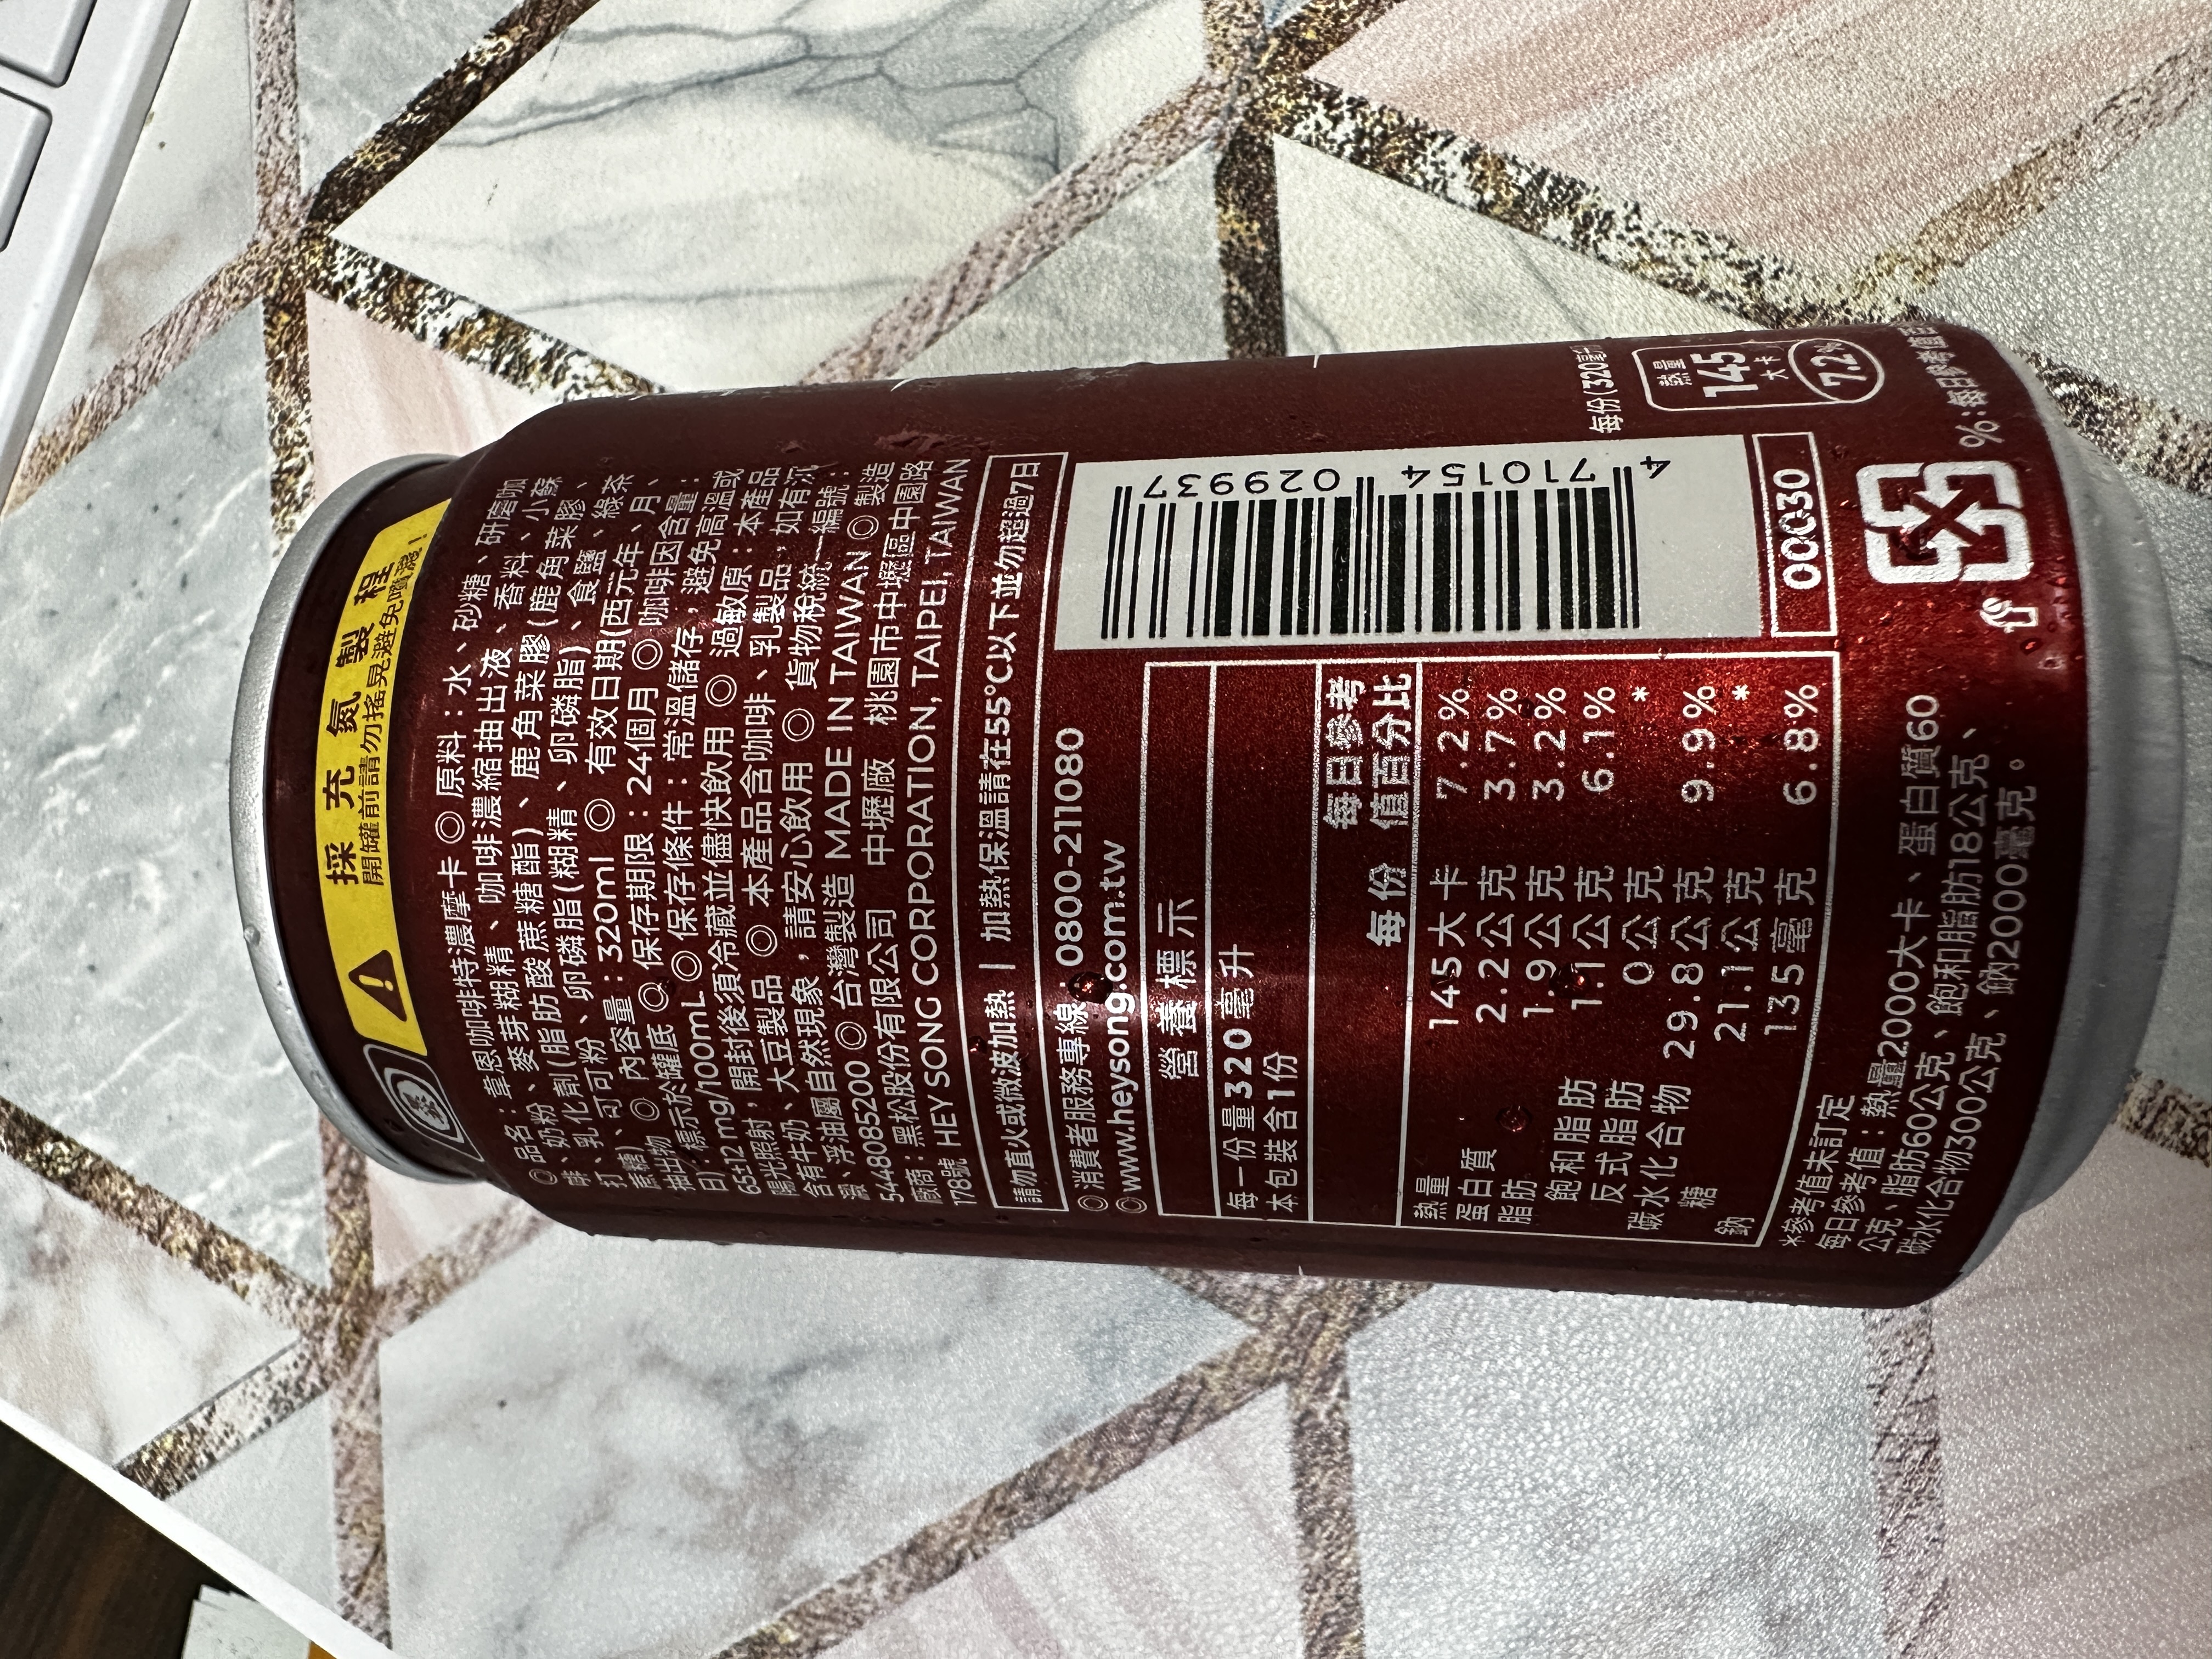 採充氮製程
開罐前請勿搖晃避免噴濺!
◎品名:韋恩咖啡特濃摩卡 ◎原料:水、砂糖、研磨咖
啡、奶粉、麥芽糊精、咖啡濃縮抽出液、香料、小蘇
打、乳化劑(脂肪酸蔗糖酯)、鹿角菜膠(鹿角菜膠、
蔗糖)、可可粉、卵磷脂(糊精、卵磷脂)、食鹽、綠茶
抽出物 ◎內容量:320ml ◎有效日期(西元年、月、
日)標示於罐底 ◎保存期限:24個月 ◎咖啡因含量:
65±12 mg/100mL ◎保存條件:常溫儲存,避免高溫或
陽光照射,開封後須冷藏並儘快飲用 ◎過敏原:本產品
含有牛奶、大豆製品 ◎本產品含咖啡、乳製品,如有沉
澱、浮油屬自然現象,請安心飲用 ◎貨物稅統一編號:
5448085200 ◎台灣製造 MADE IN TAIWAN ◎製造
廠商:黑松股份有限公司 中壢廠 桃園市中壢區中園路
178號 HEY SONG CORPORATION, TAIPEI, TAIWAN
請勿直火或微波加熱 | 加熱保溫請在55°C以下並勿超過7日
◎消費者服務專線:0800-211080
◎www.heysong.com.tw
營養標示
每一份量320毫升
本包裝含1份
每份 每日參考值百分比
熱量 145大卡 7.2%
蛋白質 2.2公克 3.7%
脂肪 1.9公克 3.2%
飽和脂肪 1.1公克 6.1%
反式脂肪 0公克 *
碳水化合物 29.8公克 9.9%
糖 21.1公克 *
鈉 135毫克 6.8%
*參考值未訂定
每日參考值:熱量2000大卡、蛋白質60
公克、脂肪60公克、飽和脂肪18公克、
碳水化合物300公克、鈉2000毫克。
4 710154 029937
00030
每份(320毫升
熱量
145
大卡
7.2%
%:每日參考值